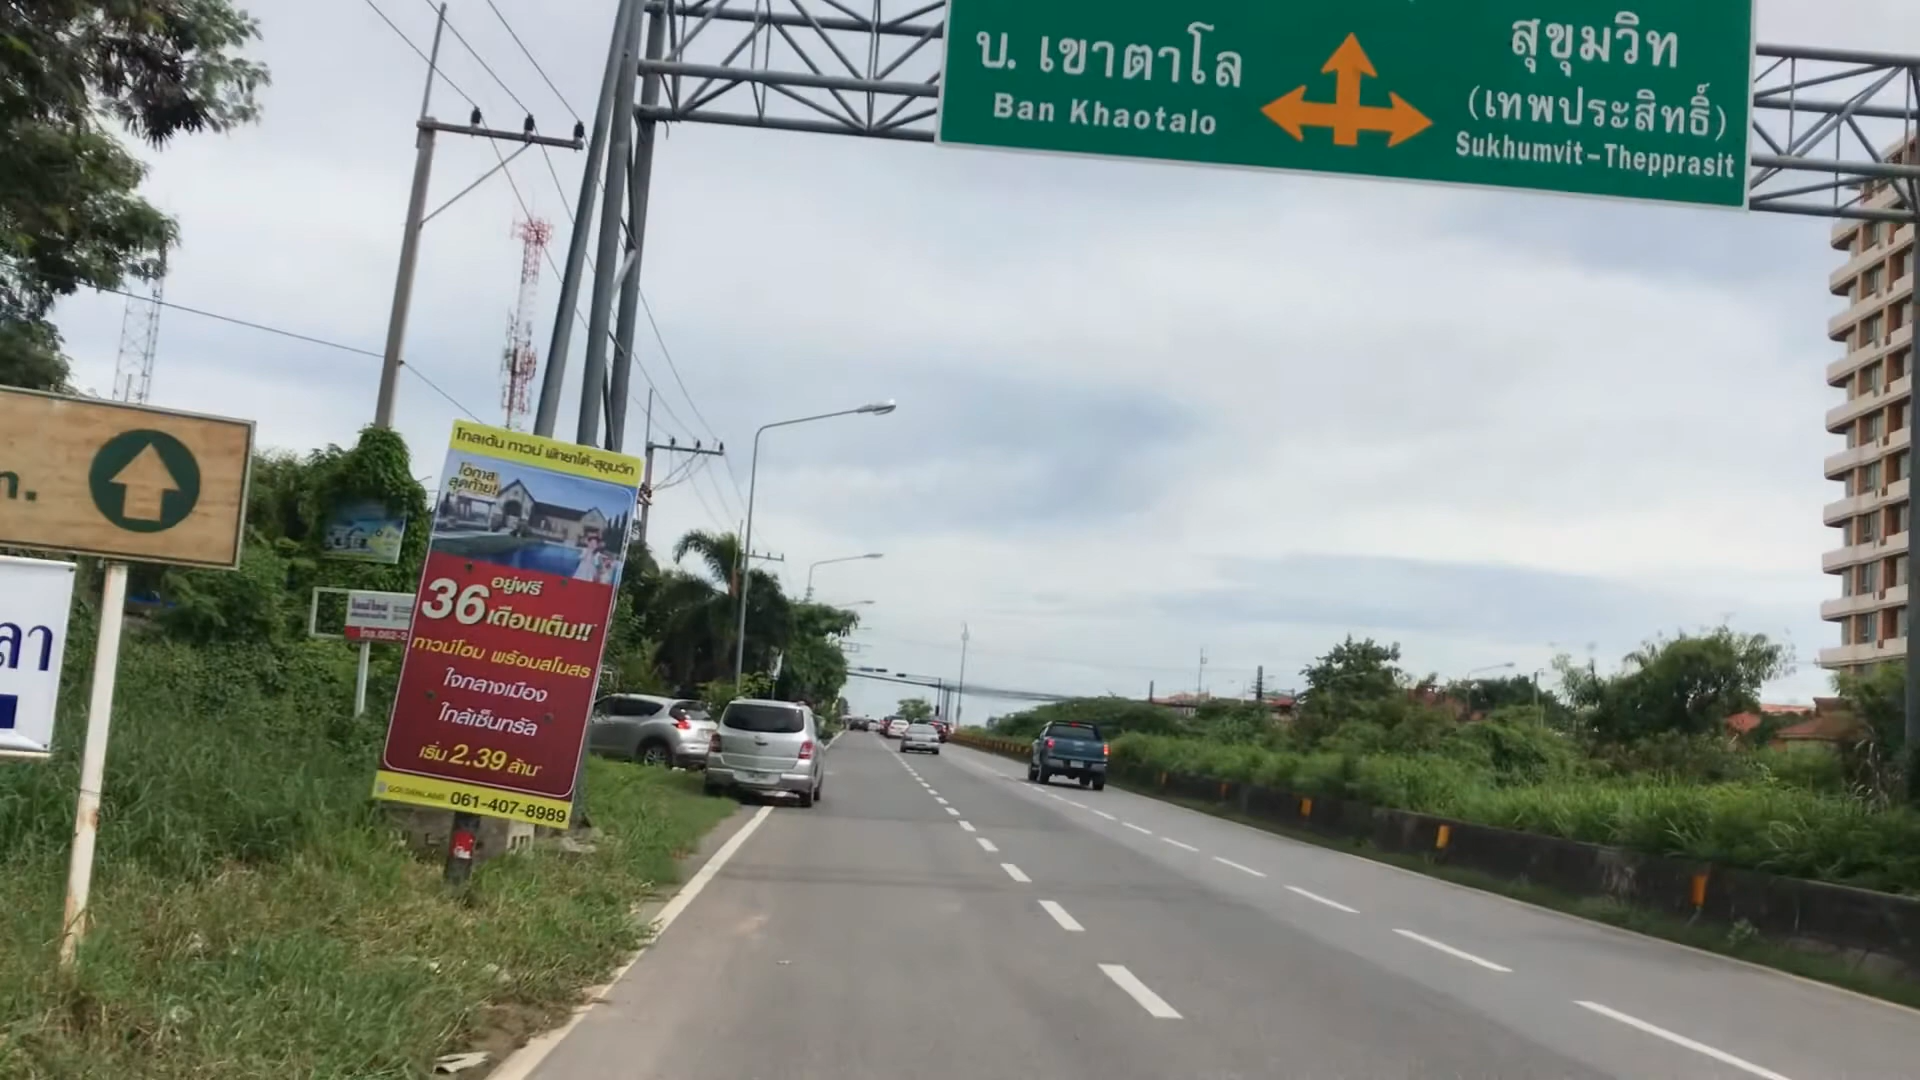 บ. เขาตาโล
Ban Khaotalo
สุขุมวิท
(เทพประสิทธิ์)
Sukhumvit-Thepprasit
โกลเด้น ทาวน์ พัทยาใต้-สุขุมวิท
โอกาส
สุดท้าย!
อยู่ฟรี
36 เดือนเต็ม!!
ทาวน์โฮม พร้อมสโมสร
ใจกลางเมือง
ใกล้เซ็นทรัล
เริ่ม 2.39 ล้าน*
GOLDENLAND 061-407-8989
ลา
โทร.062-2